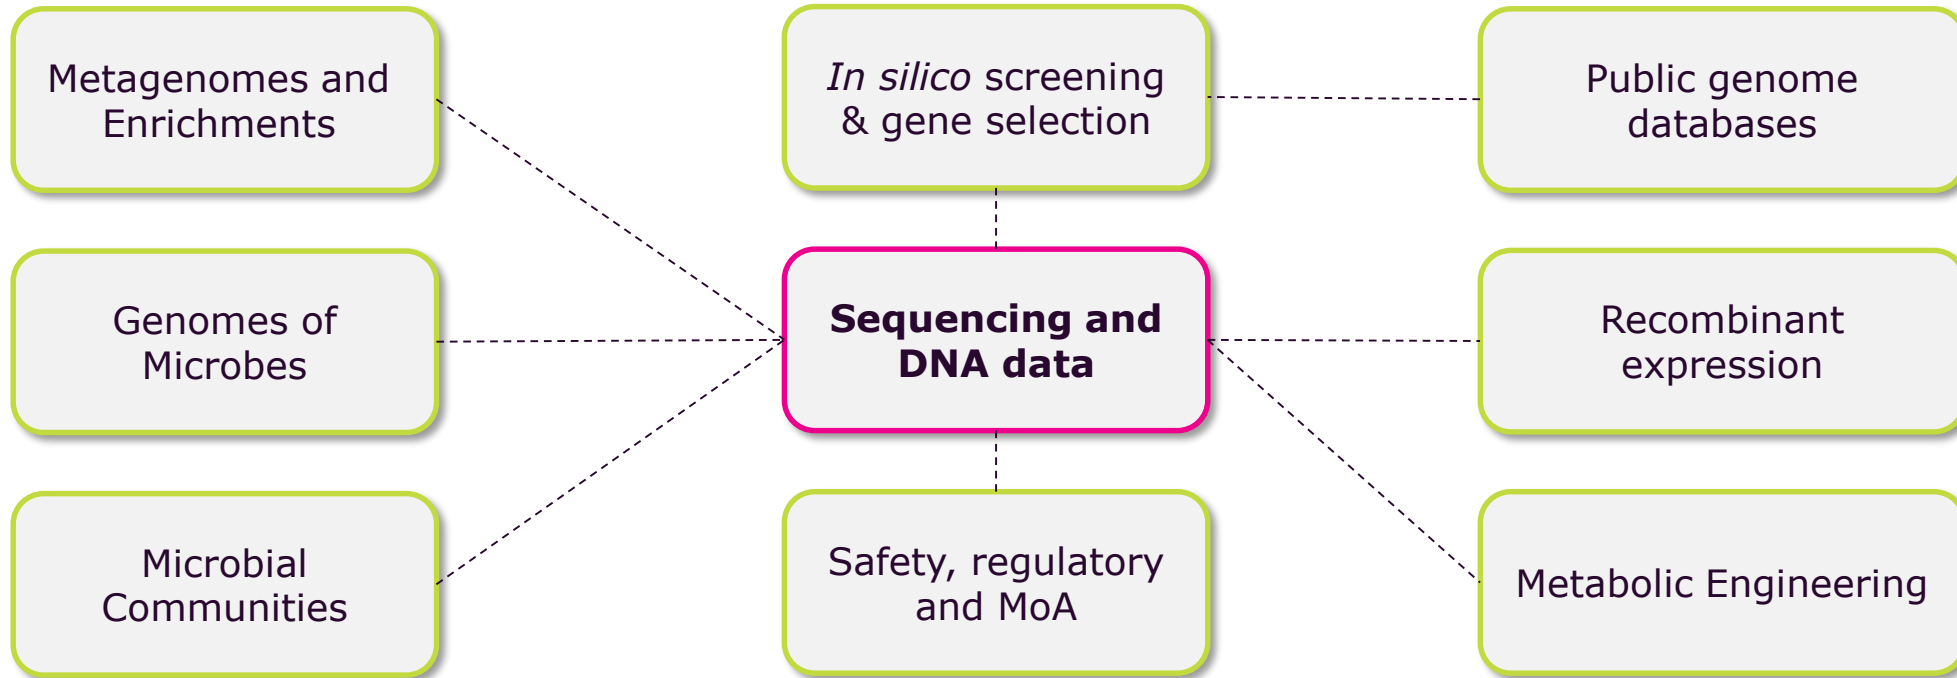 Metagenomes and
Enrichments
In silico screening
& gene selection
Public genome
databases
Genomes of
Microbes
Sequencing and
DNA data
Recombinant
expression
Microbial
Communities
Safety, regulatory
and MoA
Metabolic Engineering